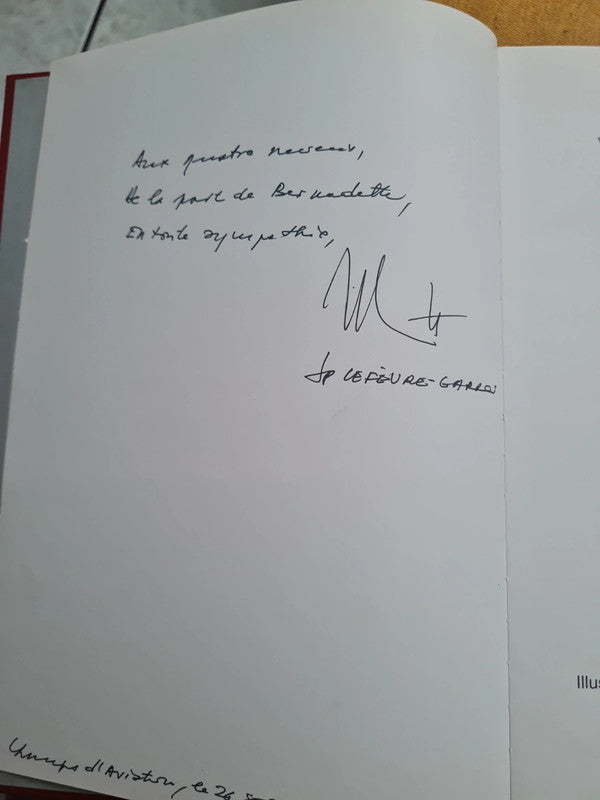 Aux quatre neveux,
De la part de Bernadette,
En toute sympathie,
JP LEFÈVRE-GARROS
Champs d'Aviation, le 26
Illus